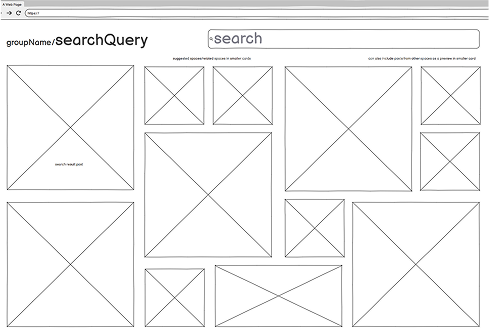 A Web Page
https://
groupName/searchQuery
search
suggested spaces/related spaces in smaller cards
can also include posts from other spaces as a preview in smaller card
search result post